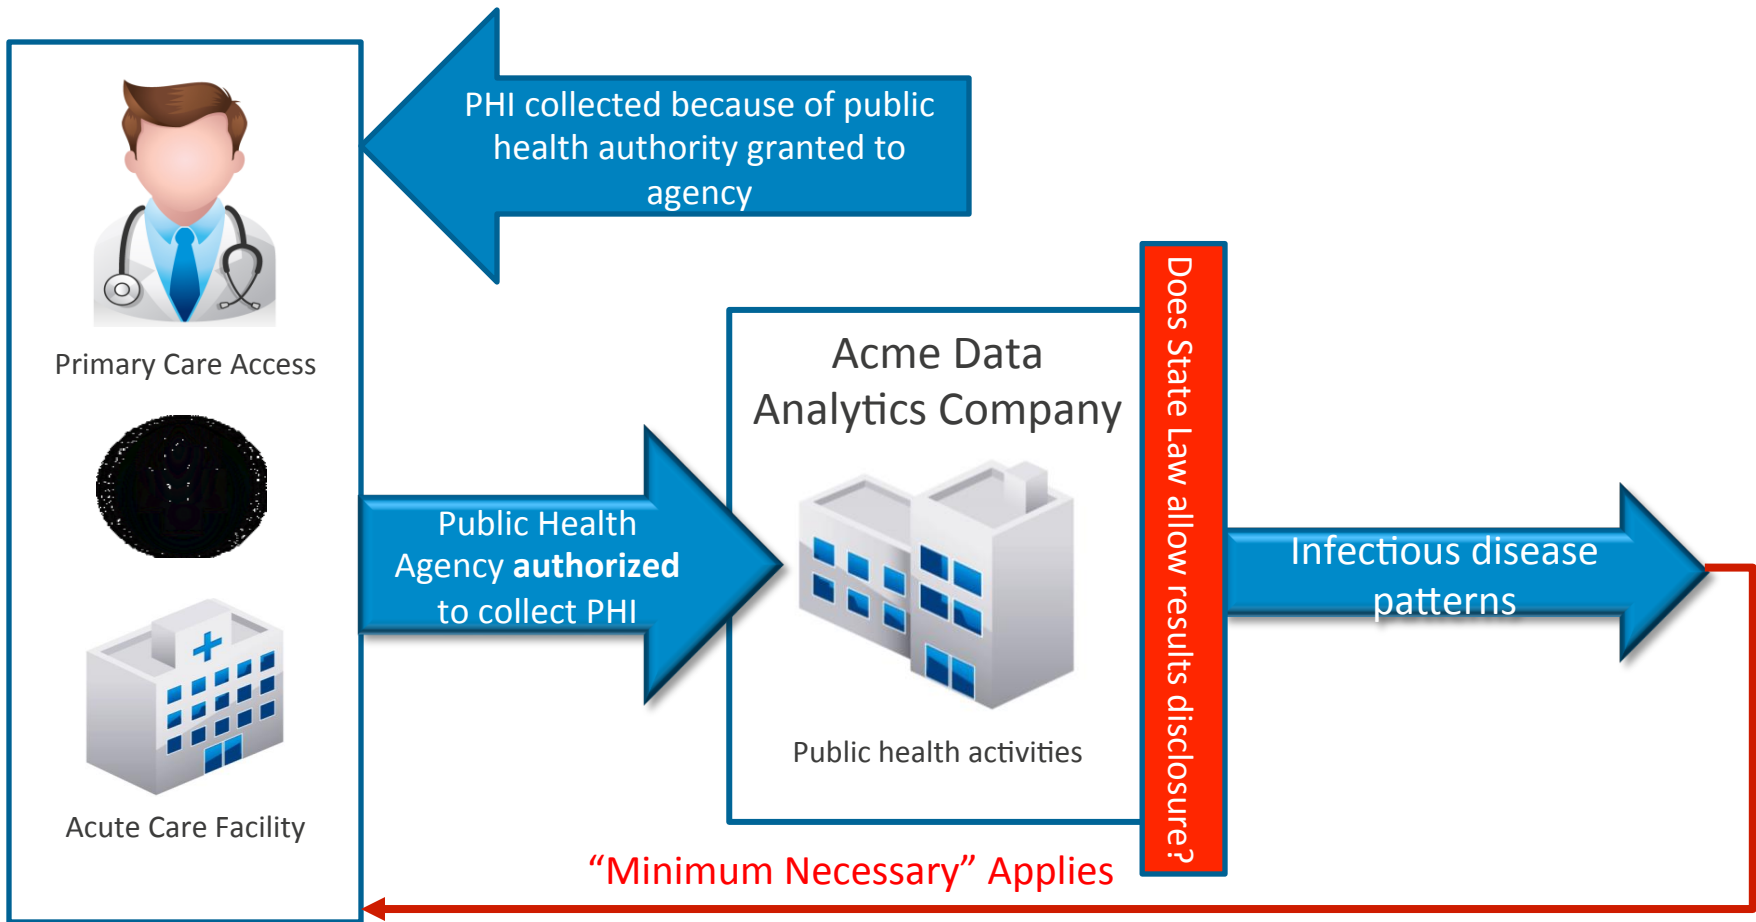 PHI collected because of public
health authority granted to
agency
Primary Care Access
Acute Care Facility
Public Health
Agency authorized
to collect PHI
Acme Data
Analytics Company
Public health activities
Does State Law allow results disclosure?
Infectious disease
patterns
“Minimum Necessary” Applies